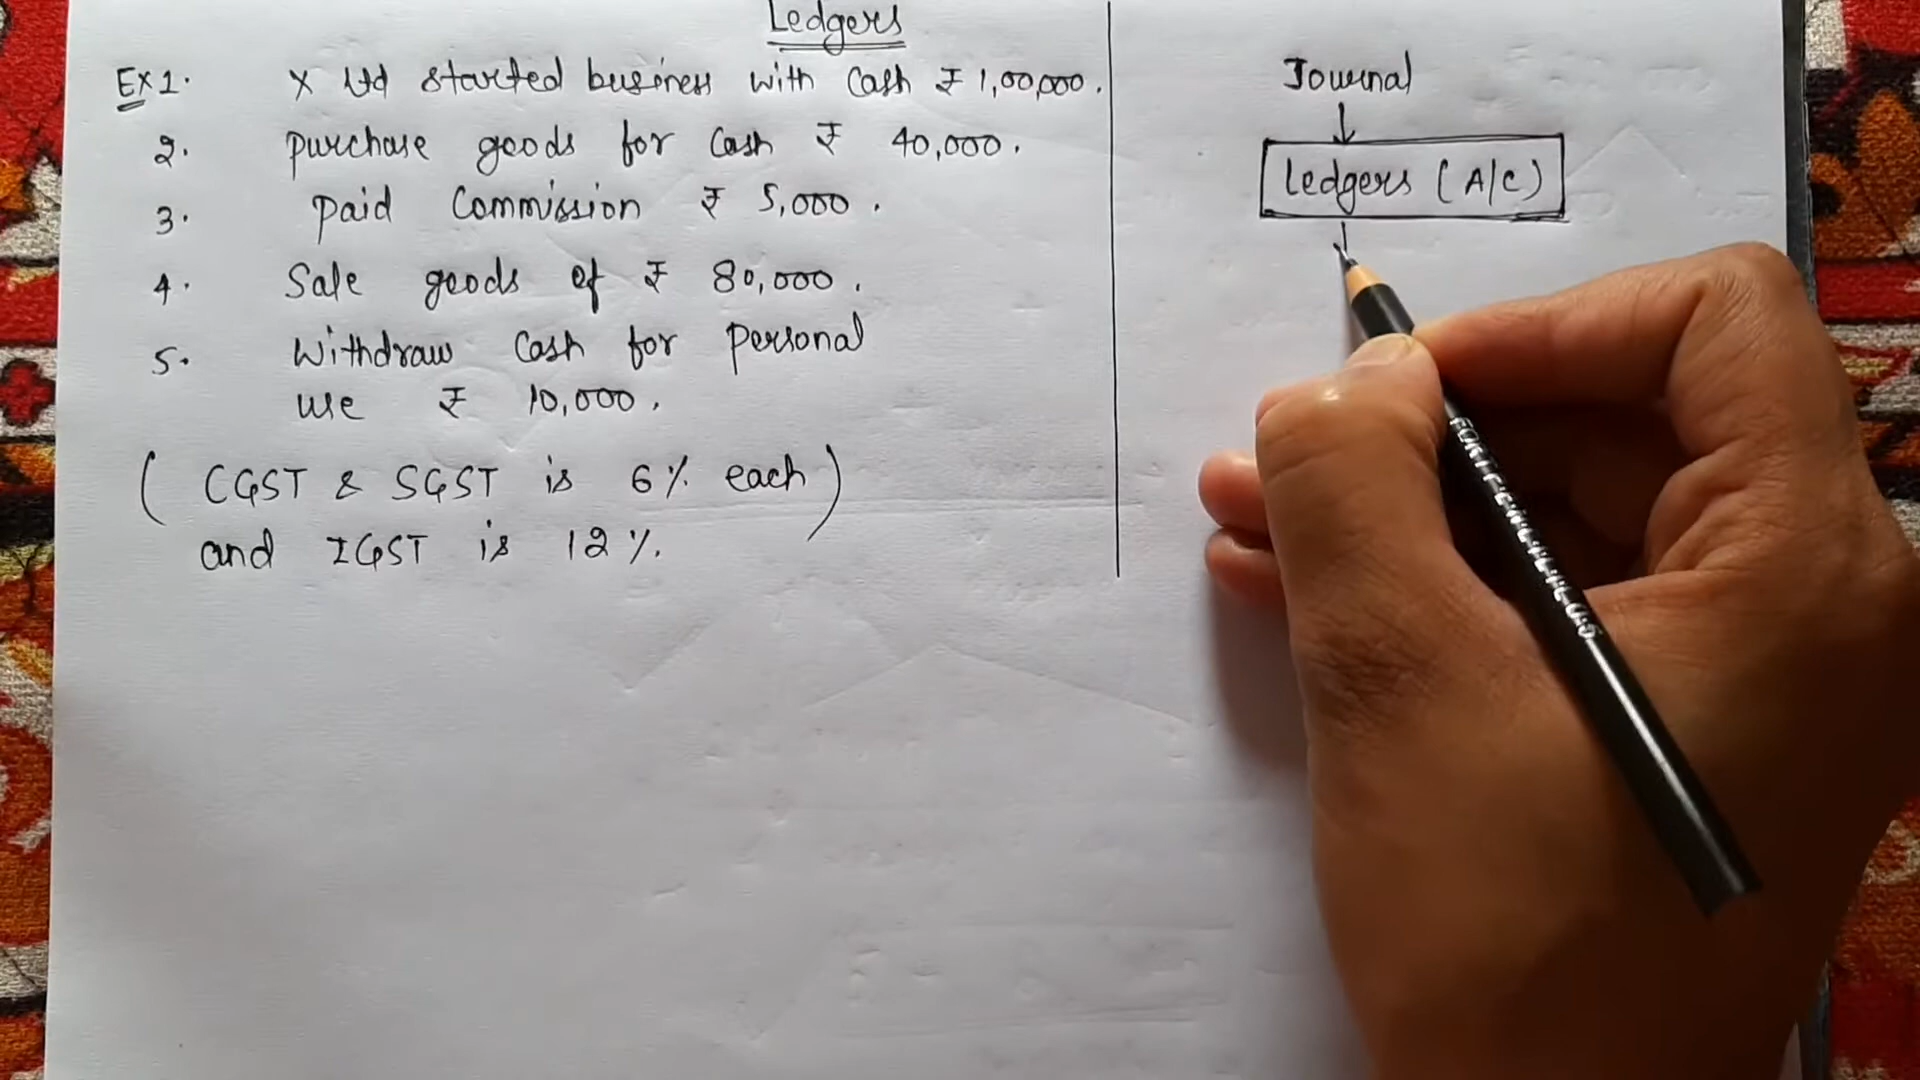 Ledgers
Ex 1. X Ltd started business with Cash ₹ 1,00,000.
2. purchase goods for Cash ₹ 40,000.
3. paid Commission ₹ 5,000.
4. Sale goods of ₹ 80,000.
5. Withdraw Cash for personal
use ₹ 10,000.
( CGST & SGST is 6% each )
and IGST is 12%.
Journal
Ledgers (A/C)